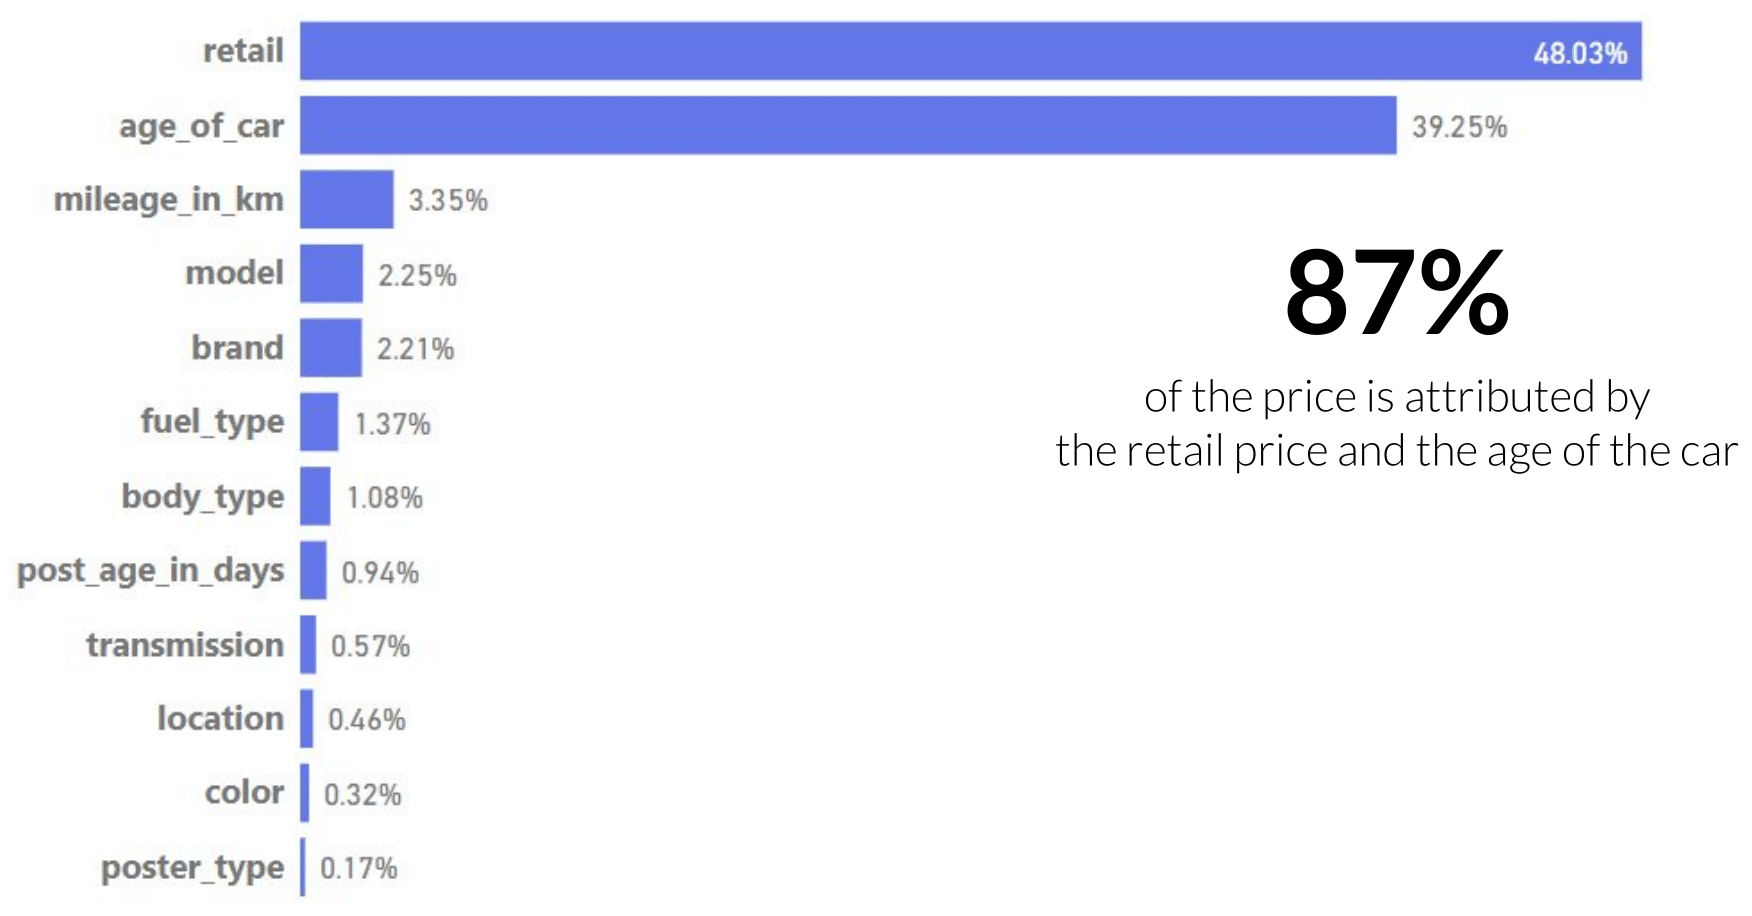 retail 48.03%
age_of_car 39.25%
mileage_in_km 3.35%
model 2.25%
brand 2.21%
fuel_type 1.37%
body_type 1.08%
post_age_in_days 0.94%
transmission 0.57%
location 0.46%
color 0.32%
poster_type 0.17%
87%
of the price is attributed by
the retail price and the age of the car